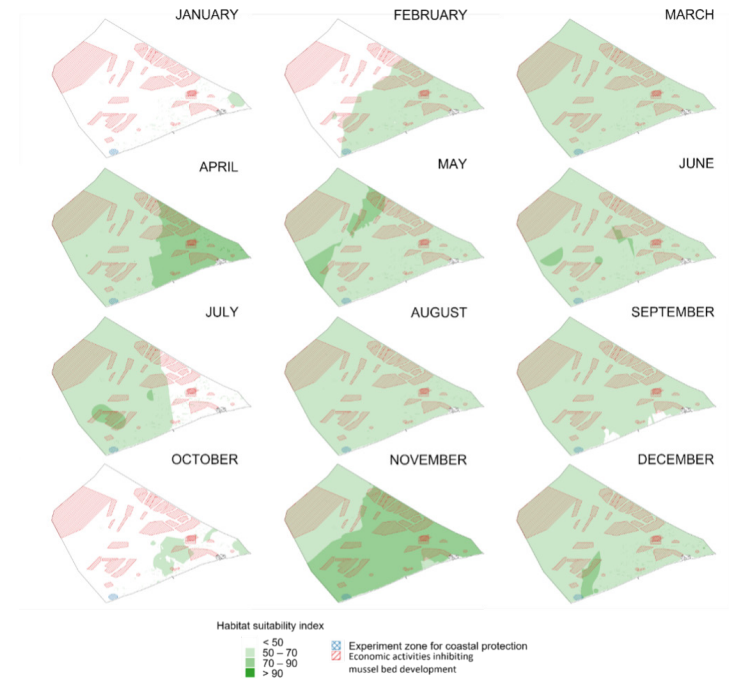 JANUARY
FEBRUARY
MARCH
APRIL
MAY
JUNE
JULY
AUGUST
SEPTEMBER
OCTOBER
NOVEMBER
DECEMBER
Habitat suitability index
< 50
50 – 70
70 – 90
> 90
Experiment zone for coastal protection
Economic activities inhibiting
mussel bed development